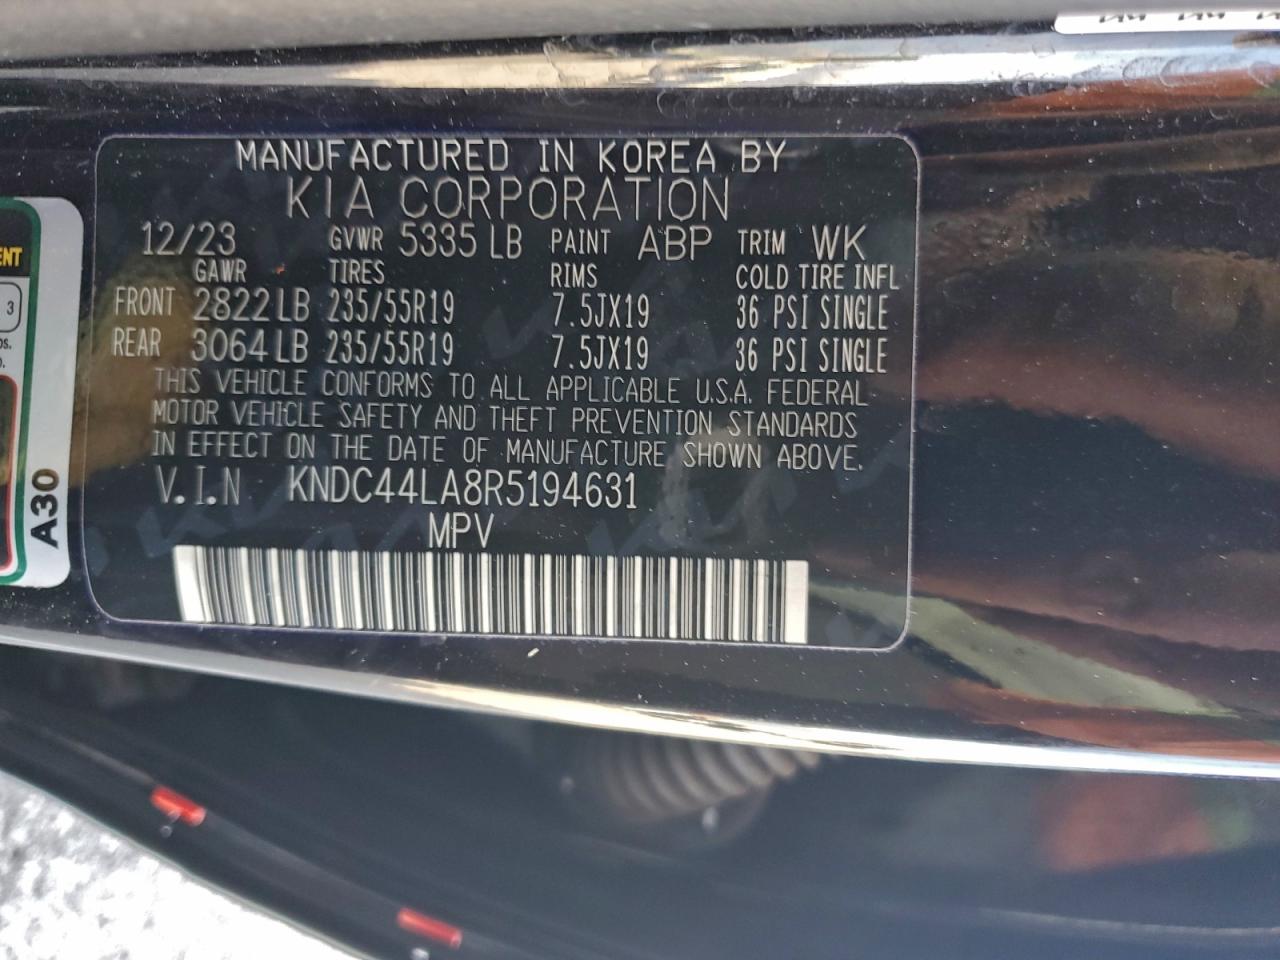 MANUFACTURED IN KOREA BY
KIA CORPORATION
12/23 GVWR 5335 LB PAINT ABP TRIM WK
GAWR TIRES RIMS COLD TIRE INFL
FRONT 2822 LB 235/55R19 7.5JX19 36 PSI SINGLE
REAR 3064 LB 235/55R19 7.5JX19 36 PSI SINGLE
THIS VEHICLE CONFORMS TO ALL APPLICABLE U.S.A. FEDERAL
MOTOR VEHICLE SAFETY AND THEFT PREVENTION STANDARDS
IN EFFECT ON THE DATE OF MANUFACTURE SHOWN ABOVE.
V.I.N KNDC44LA8R5194631
MPV
3
A30